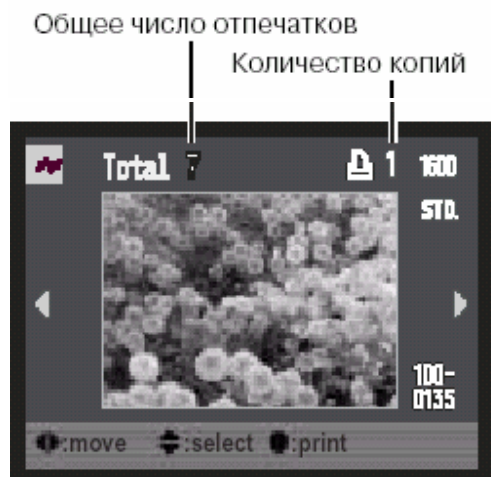 Общее число отпечатков
Количество копий
Total 7 1 1600
STD.
100-
0135
:move :select :print